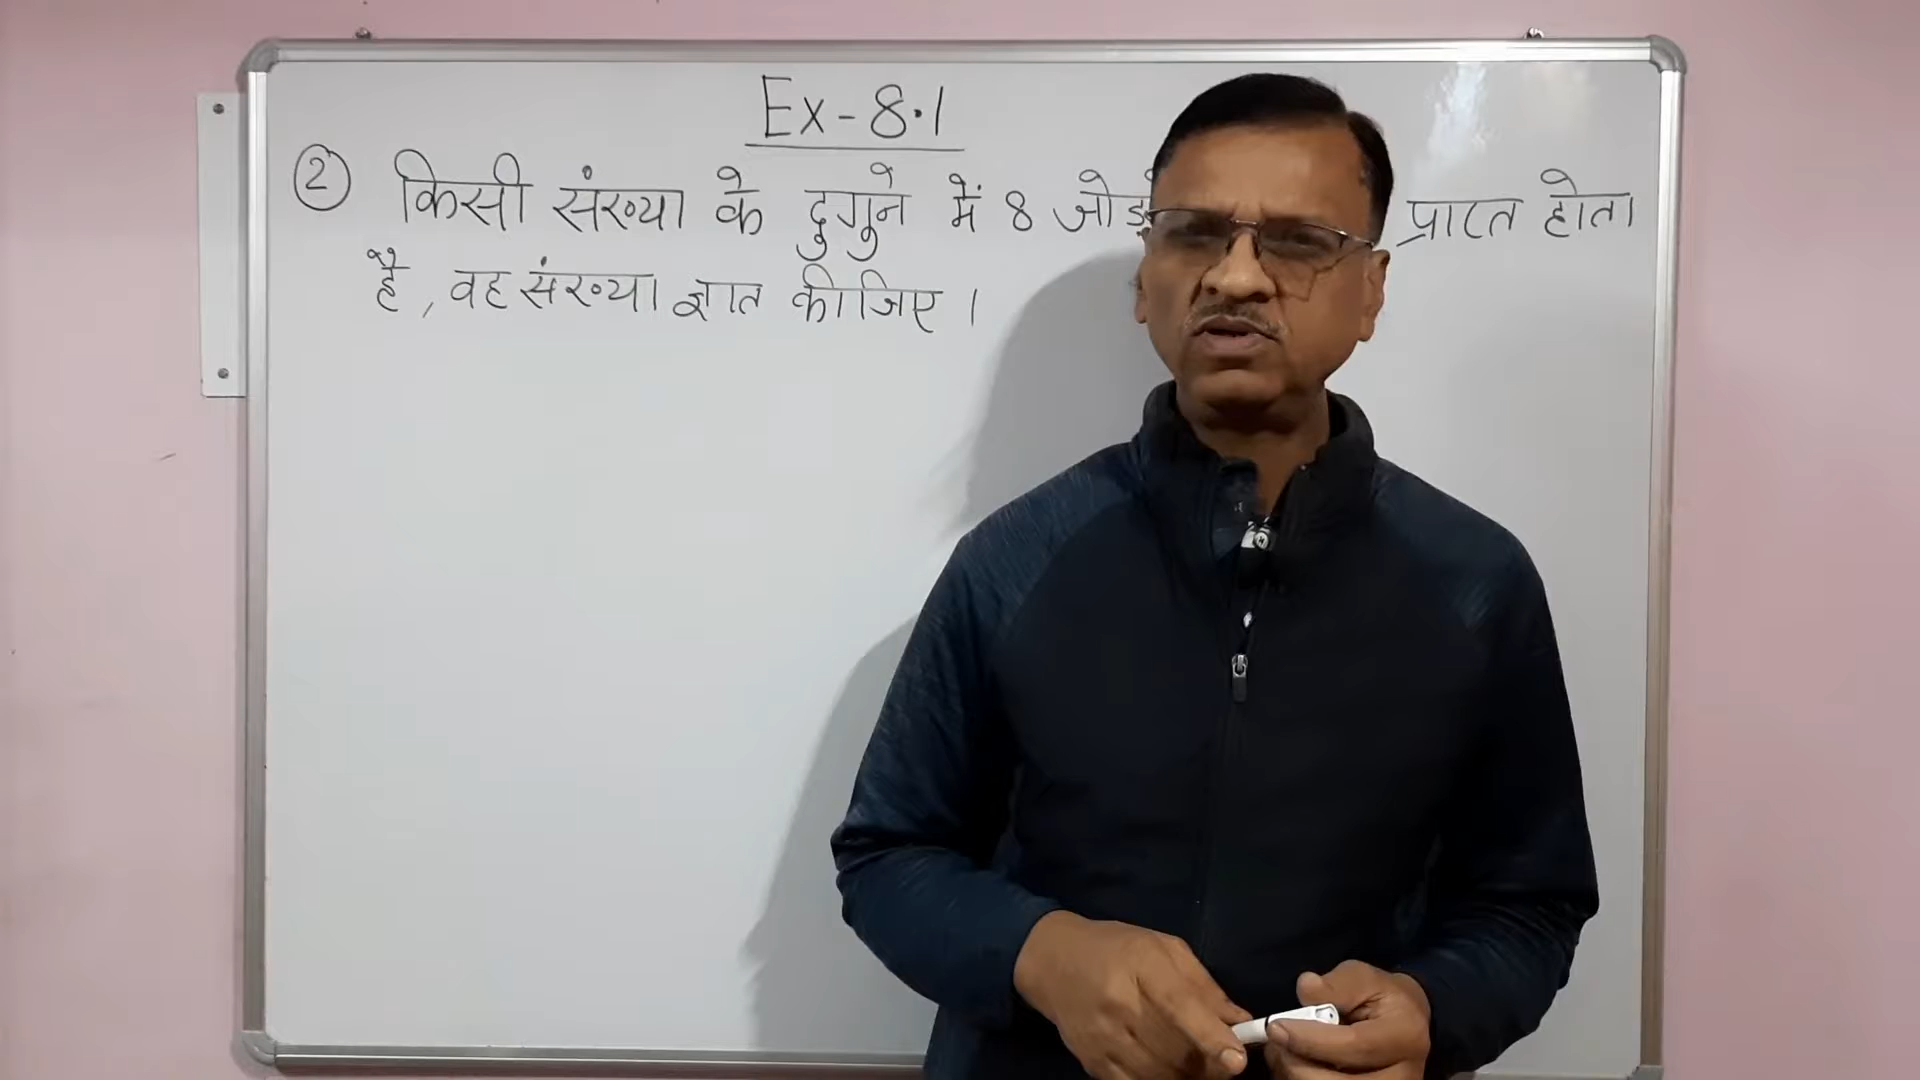 Ex - 8.1
② किसी संख्या के दुगुने में 8 प्राप्त होता
है, वह संख्या ज्ञात कीजिए ।